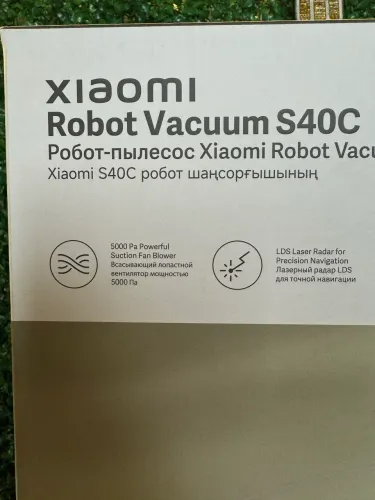 xiaomi
Robot Vacuum S40C
Робот-пылесос Xiaomi Robot
Xiaomi S40C робот шаңсорғышының
5000 Pa Powerful
Suction Fan Blower
Всасывающий лопастной
вентилятор мощностью
5000 Па
LDS Laser Radar for
Precision Navigation
Лазерный радар LDS
для точной навигации